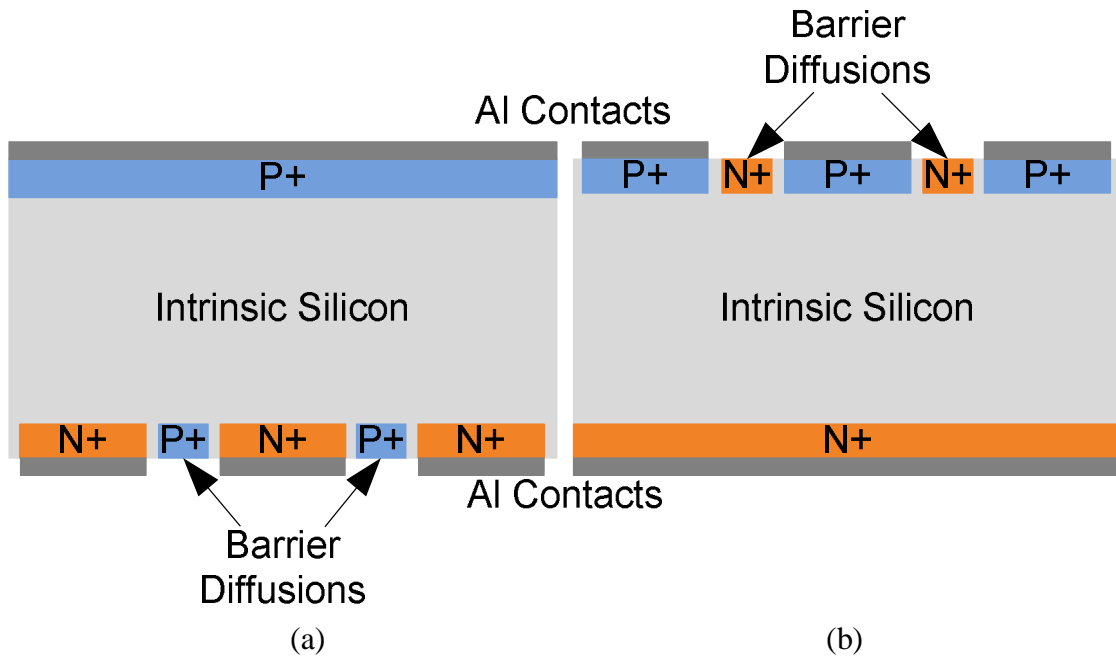 Barrier
Diffusions
Al Contacts
P+
P+
N+
P+
N+
P+
Intrinsic Silicon
Intrinsic Silicon
N+
P+
N+
P+
N+
N+
Al Contacts
Barrier
Diffusions
(a)
(b)